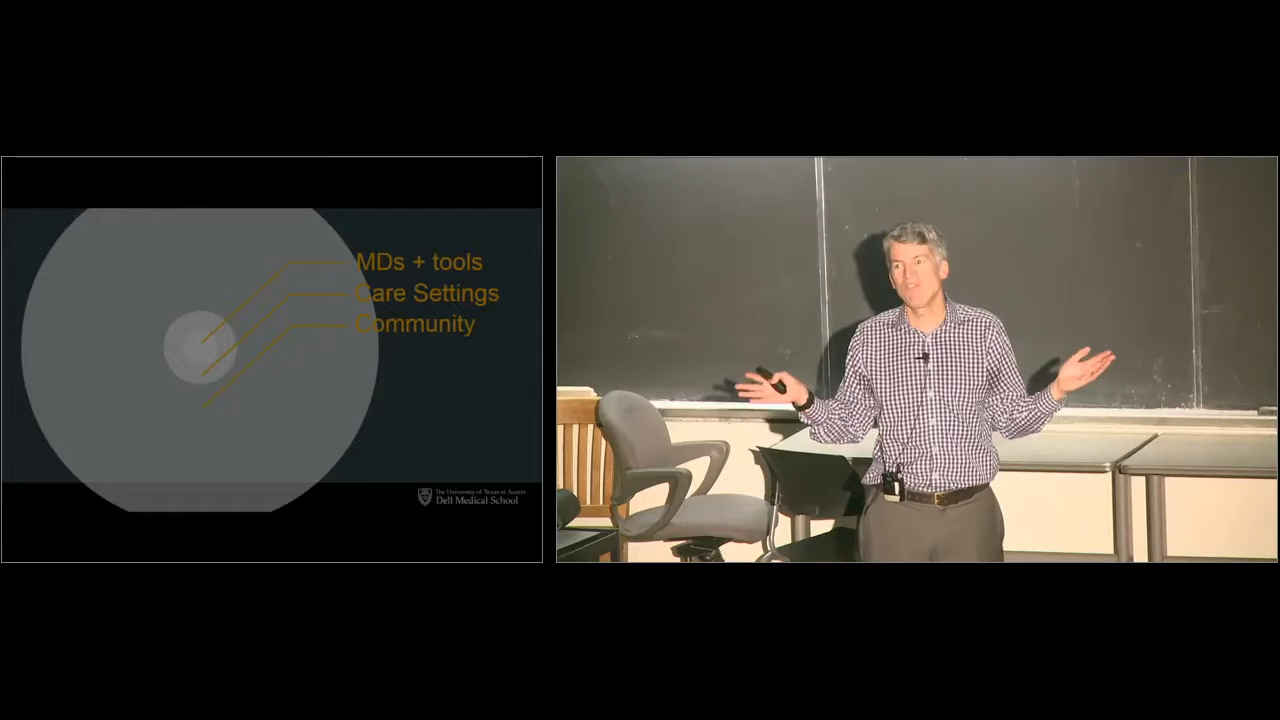 MDs + tools
Care Settings
Community
The University of Texas at Austin
Dell Medical School